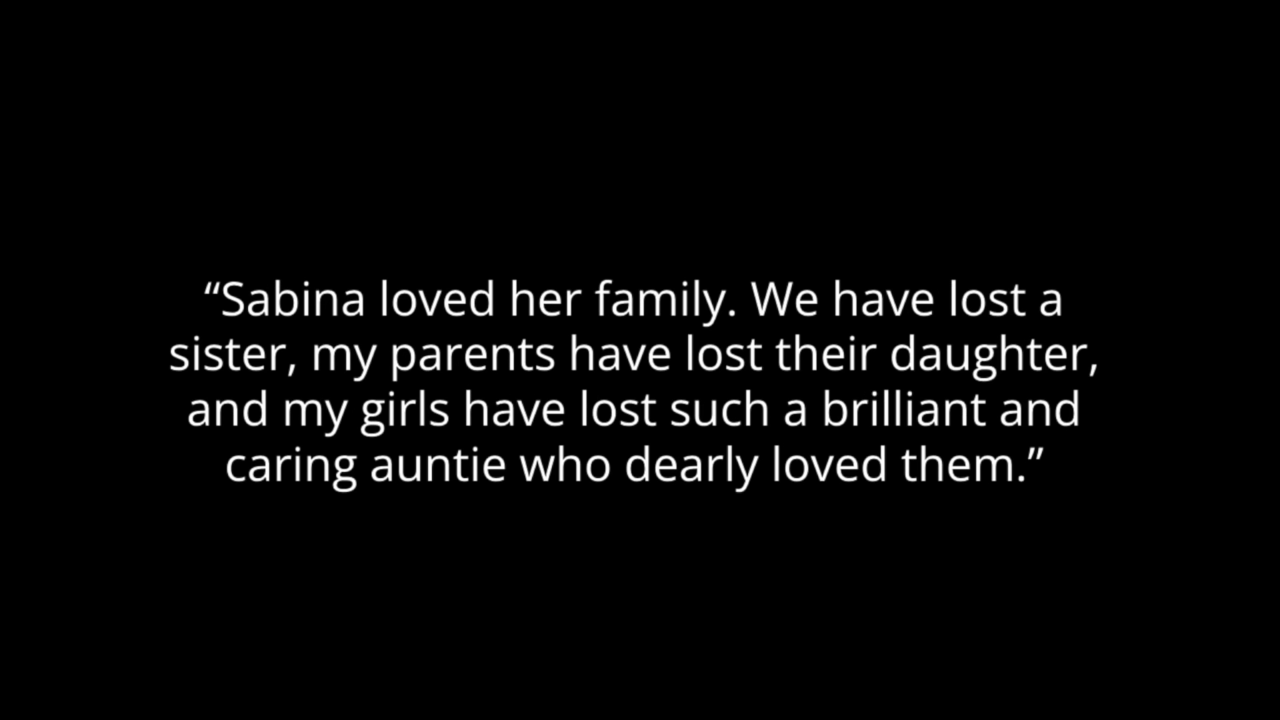 “Sabina loved her family. We have lost a
sister, my parents have lost their daughter,
and my girls have lost such a brilliant and
caring auntie who dearly loved them.”